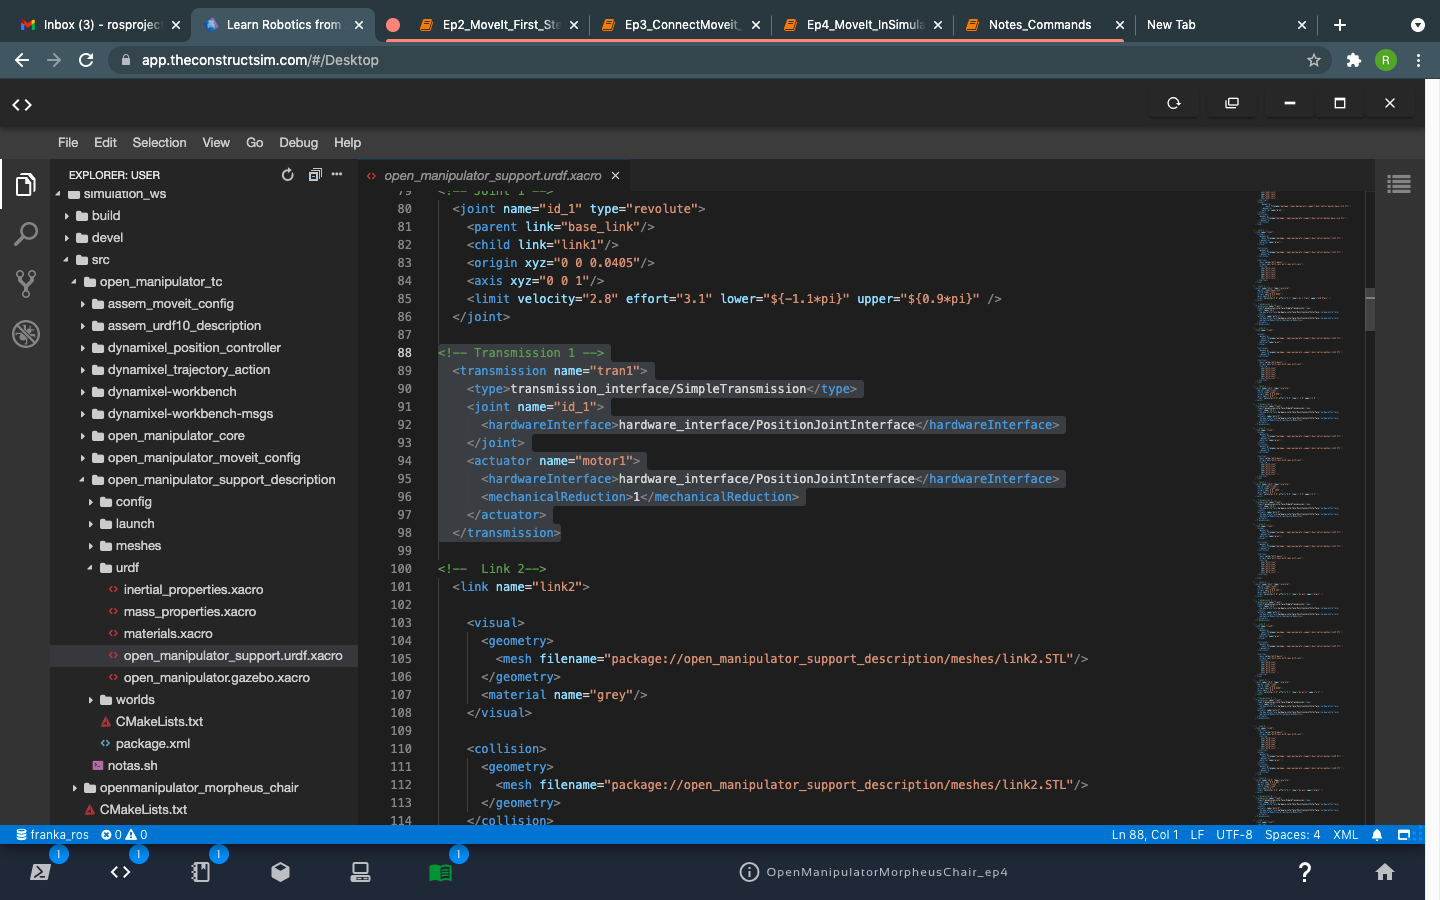 Inbox (3) - rosproject
Learn Robotics from
Ep2_MoveIt_First_Ste
Ep3_ConnectMoveit_
Ep4_MoveIt_InSimula
Notes_Commands
New Tab
app.theconstructsim.com/#/Desktop
R
File Edit Selection View Go Debug Help
EXPLORER: USER
simulation_ws
build
devel
src
open_manipulator_tc
assem_moveit_config
assem_urdf10_description
dynamixel_position_controller
dynamixel_trajectory_action
dynamixel-workbench
dynamixel-workbench-msgs
open_manipulator_core
open_manipulator_moveit_config
open_manipulator_support_description
config
launch
meshes
urdf
inertial_properties.xacro
mass_properties.xacro
materials.xacro
open_manipulator_support.urdf.xacro
open_manipulator.gazebo.xacro
worlds
CMakeLists.txt
package.xml
notas.sh
openmanipulator_morpheus_chair
CMakeLists.txt
open_manipulator_support.urdf.xacro
79 <!-- Joint 1 -->
80 <joint name="id_1" type="revolute">
81 <parent link="base_link"/>
82 <child link="link1"/>
83 <origin xyz="0 0 0.0405"/>
84 <axis xyz="0 0 1"/>
85 <limit velocity="2.8" effort="3.1" lower="${-1.1*pi}" upper="${0.9*pi}" />
86 </joint>
87
88 <!-- Transmission 1 -->
89 <transmission name="tran1">
90 <type>transmission_interface/SimpleTransmission</type>
91 <joint name="id_1">
92 <hardwareInterface>hardware_interface/PositionJointInterface</hardwareInterface>
93 </joint>
94 <actuator name="motor1">
95 <hardwareInterface>hardware_interface/PositionJointInterface</hardwareInterface>
96 <mechanicalReduction>1</mechanicalReduction>
97 </actuator>
98 </transmission>
99
100 <!--  Link 2-->
101 <link name="link2">
102
103 <visual>
104 <geometry>
105 <mesh filename="package://open_manipulator_support_description/meshes/link2.STL"/>
106 </geometry>
107 <material name="grey"/>
108 </visual>
109
110 <collision>
111 <geometry>
112 <mesh filename="package://open_manipulator_support_description/meshes/link2.STL"/>
113 </geometry>
114 </collision>
franka_ros 0 0
Ln 88, Col 1 LF UTF-8 Spaces: 4 XML
1 1 1 1
OpenManipulatorMorpheusChair_ep4